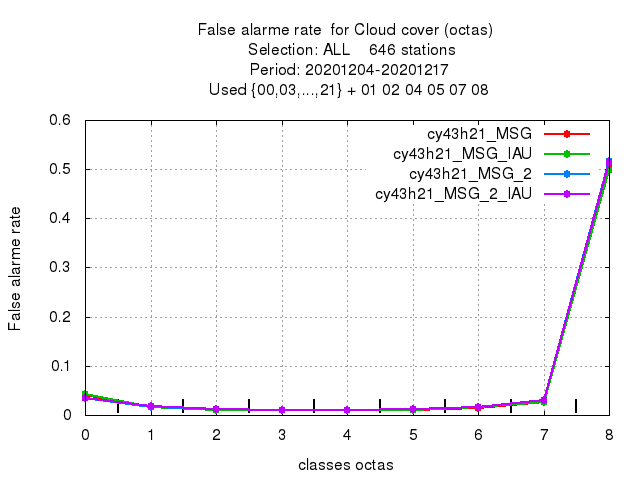 False alarme rate  for Cloud cover (octas)
Selection: ALL    646 stations
Period: 20201204-20201217
Used {00,03,...,21} + 01 02 04 05 07 08
cy43h21_MSG
cy43h21_MSG_IAU
cy43h21_MSG_2
cy43h21_MSG_2_IAU
False alarme rate
0.6
0.5
0.4
0.3
0.2
0.1
0
0 1 2 3 4 5 6 7 8
classes octas